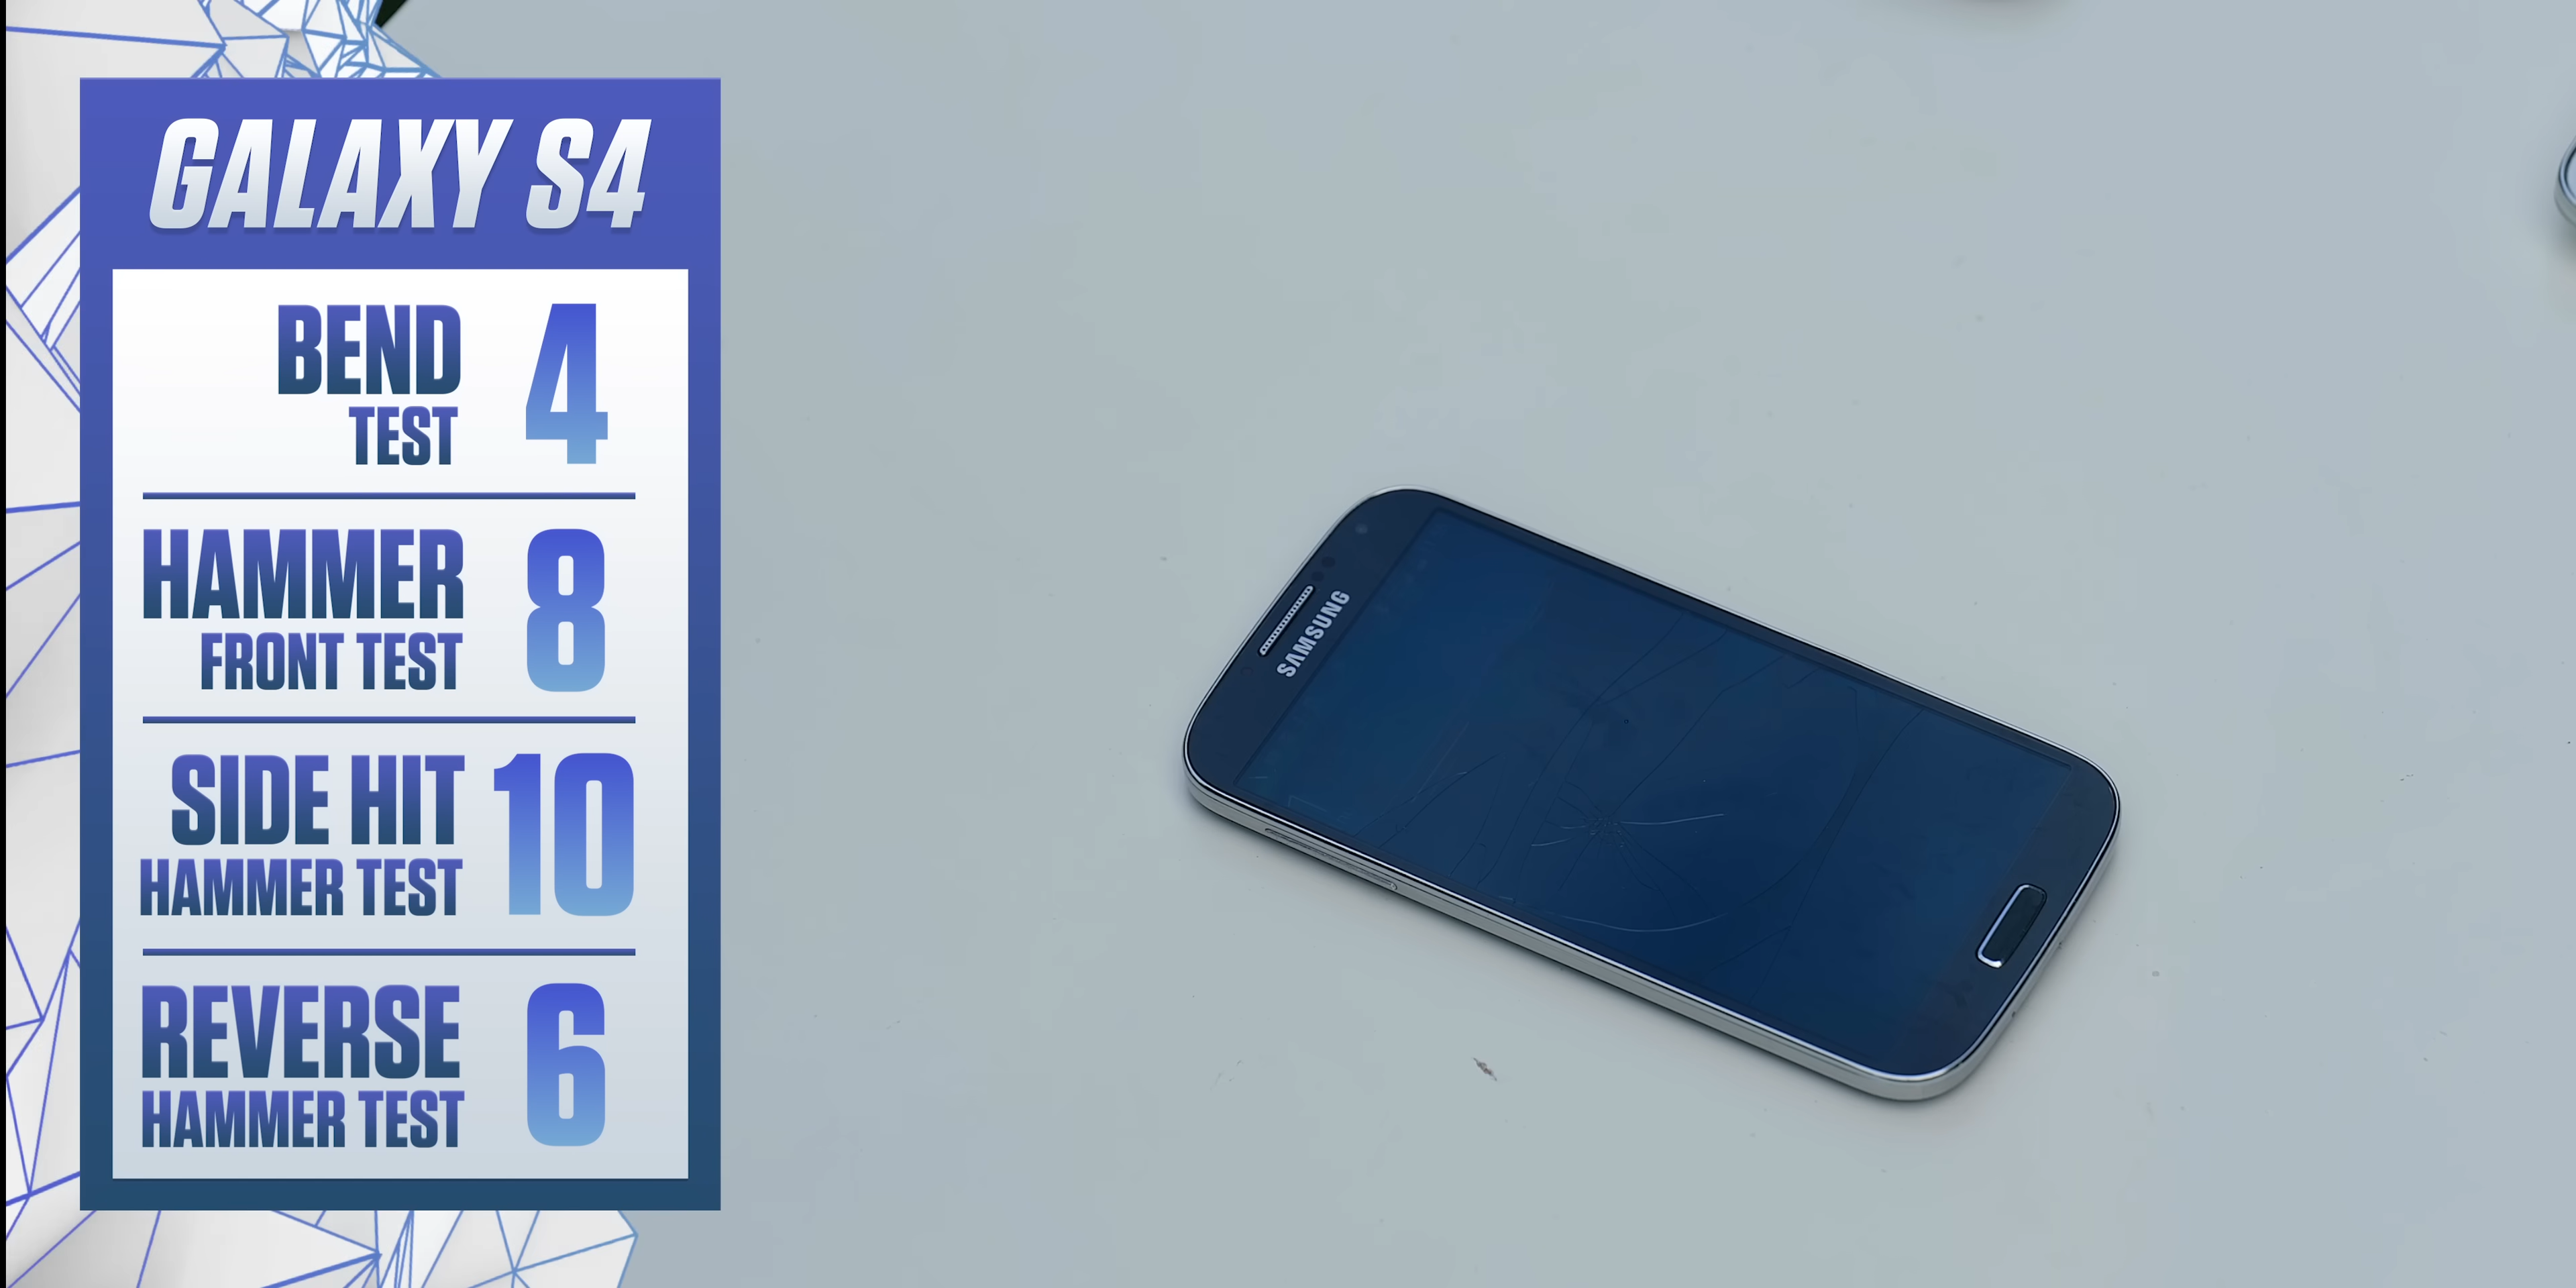 GALAXY S4
BEND
TEST
4
HAMMER
FRONT TEST
8
SIDE HIT
HAMMER TEST
10
REVERSE
HAMMER TEST
6
SAMSUNG